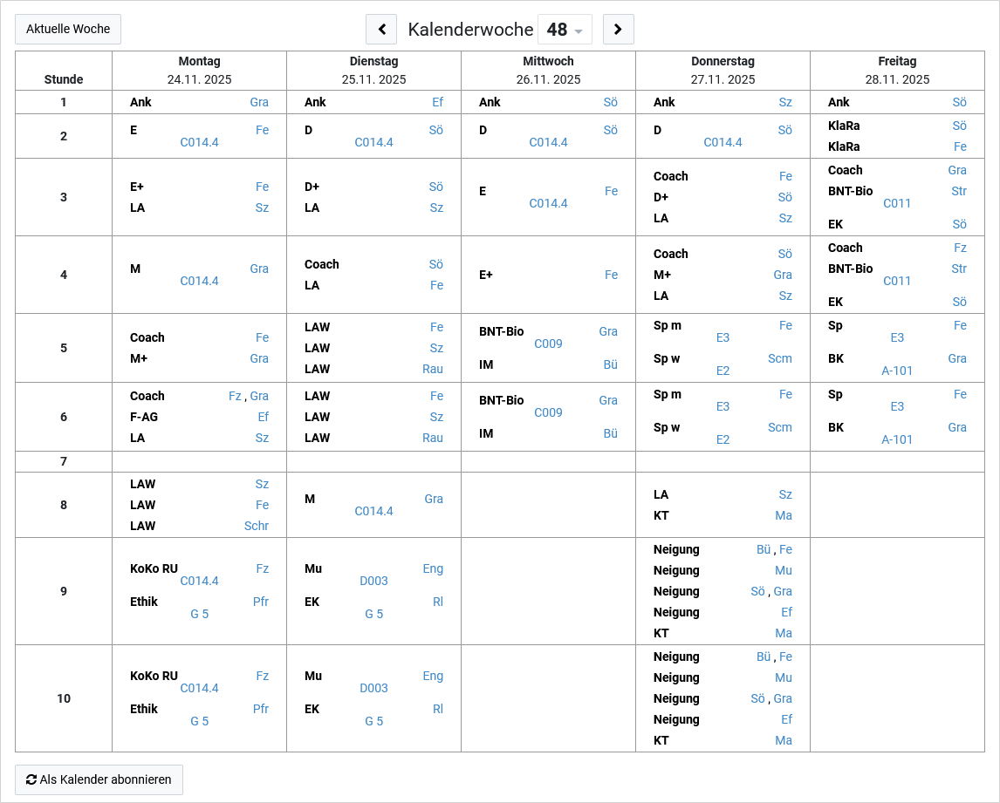 Aktuelle Woche
Kalenderwoche 48
Stunde Montag 24.11. 2025 Dienstag 25.11. 2025 Mittwoch 26.11. 2025 Donnerstag 27.11. 2025 Freitag 28.11. 2025
1
Ank Gra
Ank Ef
Ank Sö
Ank Sz
Ank Sö
2
E Fe
C014.4
D Sö
C014.4
D Sö
C014.4
D Sö
C014.4
KlaRa Sö
KlaRa Fe
3
E+ Fe
LA Sz
D+ Sö
LA Sz
E Fe
C014.4
Coach Fe
D+ Sö
LA Sz
Coach Gra
BNT-Bio Str
C011
EK Sö
4
M Gra
C014.4
Coach Sö
LA Fe
E+ Fe
Coach Sö
M+ Gra
LA Sz
Coach Fz
BNT-Bio Str
C011
EK Sö
5
Coach Fe
M+ Gra
LAW Fe
LAW Sz
LAW Rau
BNT-Bio Gra
C009
IM Bü
Sp m Fe
E3
Sp w Scm
E2
Sp Fe
E3
BK Gra
A-101
6
Coach Fz , Gra
F-AG Ef
LA Sz
LAW Fe
LAW Sz
LAW Rau
BNT-Bio Gra
C009
IM Bü
Sp m Fe
E3
Sp w Scm
E2
Sp Fe
E3
BK Gra
A-101
7
8
LAW Sz
LAW Fe
LAW Schr
M Gra
C014.4
LA Sz
KT Ma
9
KoKo RU Fz
C014.4
Ethik Pfr
G 5
Mu Eng
D003
EK Rl
G 5
Neigung Bü , Fe
Neigung Mu
Neigung Sö , Gra
Neigung Ef
KT Ma
10
KoKo RU Fz
C014.4
Ethik Pfr
G 5
Mu Eng
D003
EK Rl
G 5
Neigung Bü , Fe
Neigung Mu
Neigung Sö , Gra
Neigung Ef
KT Ma
Als Kalender abonnieren